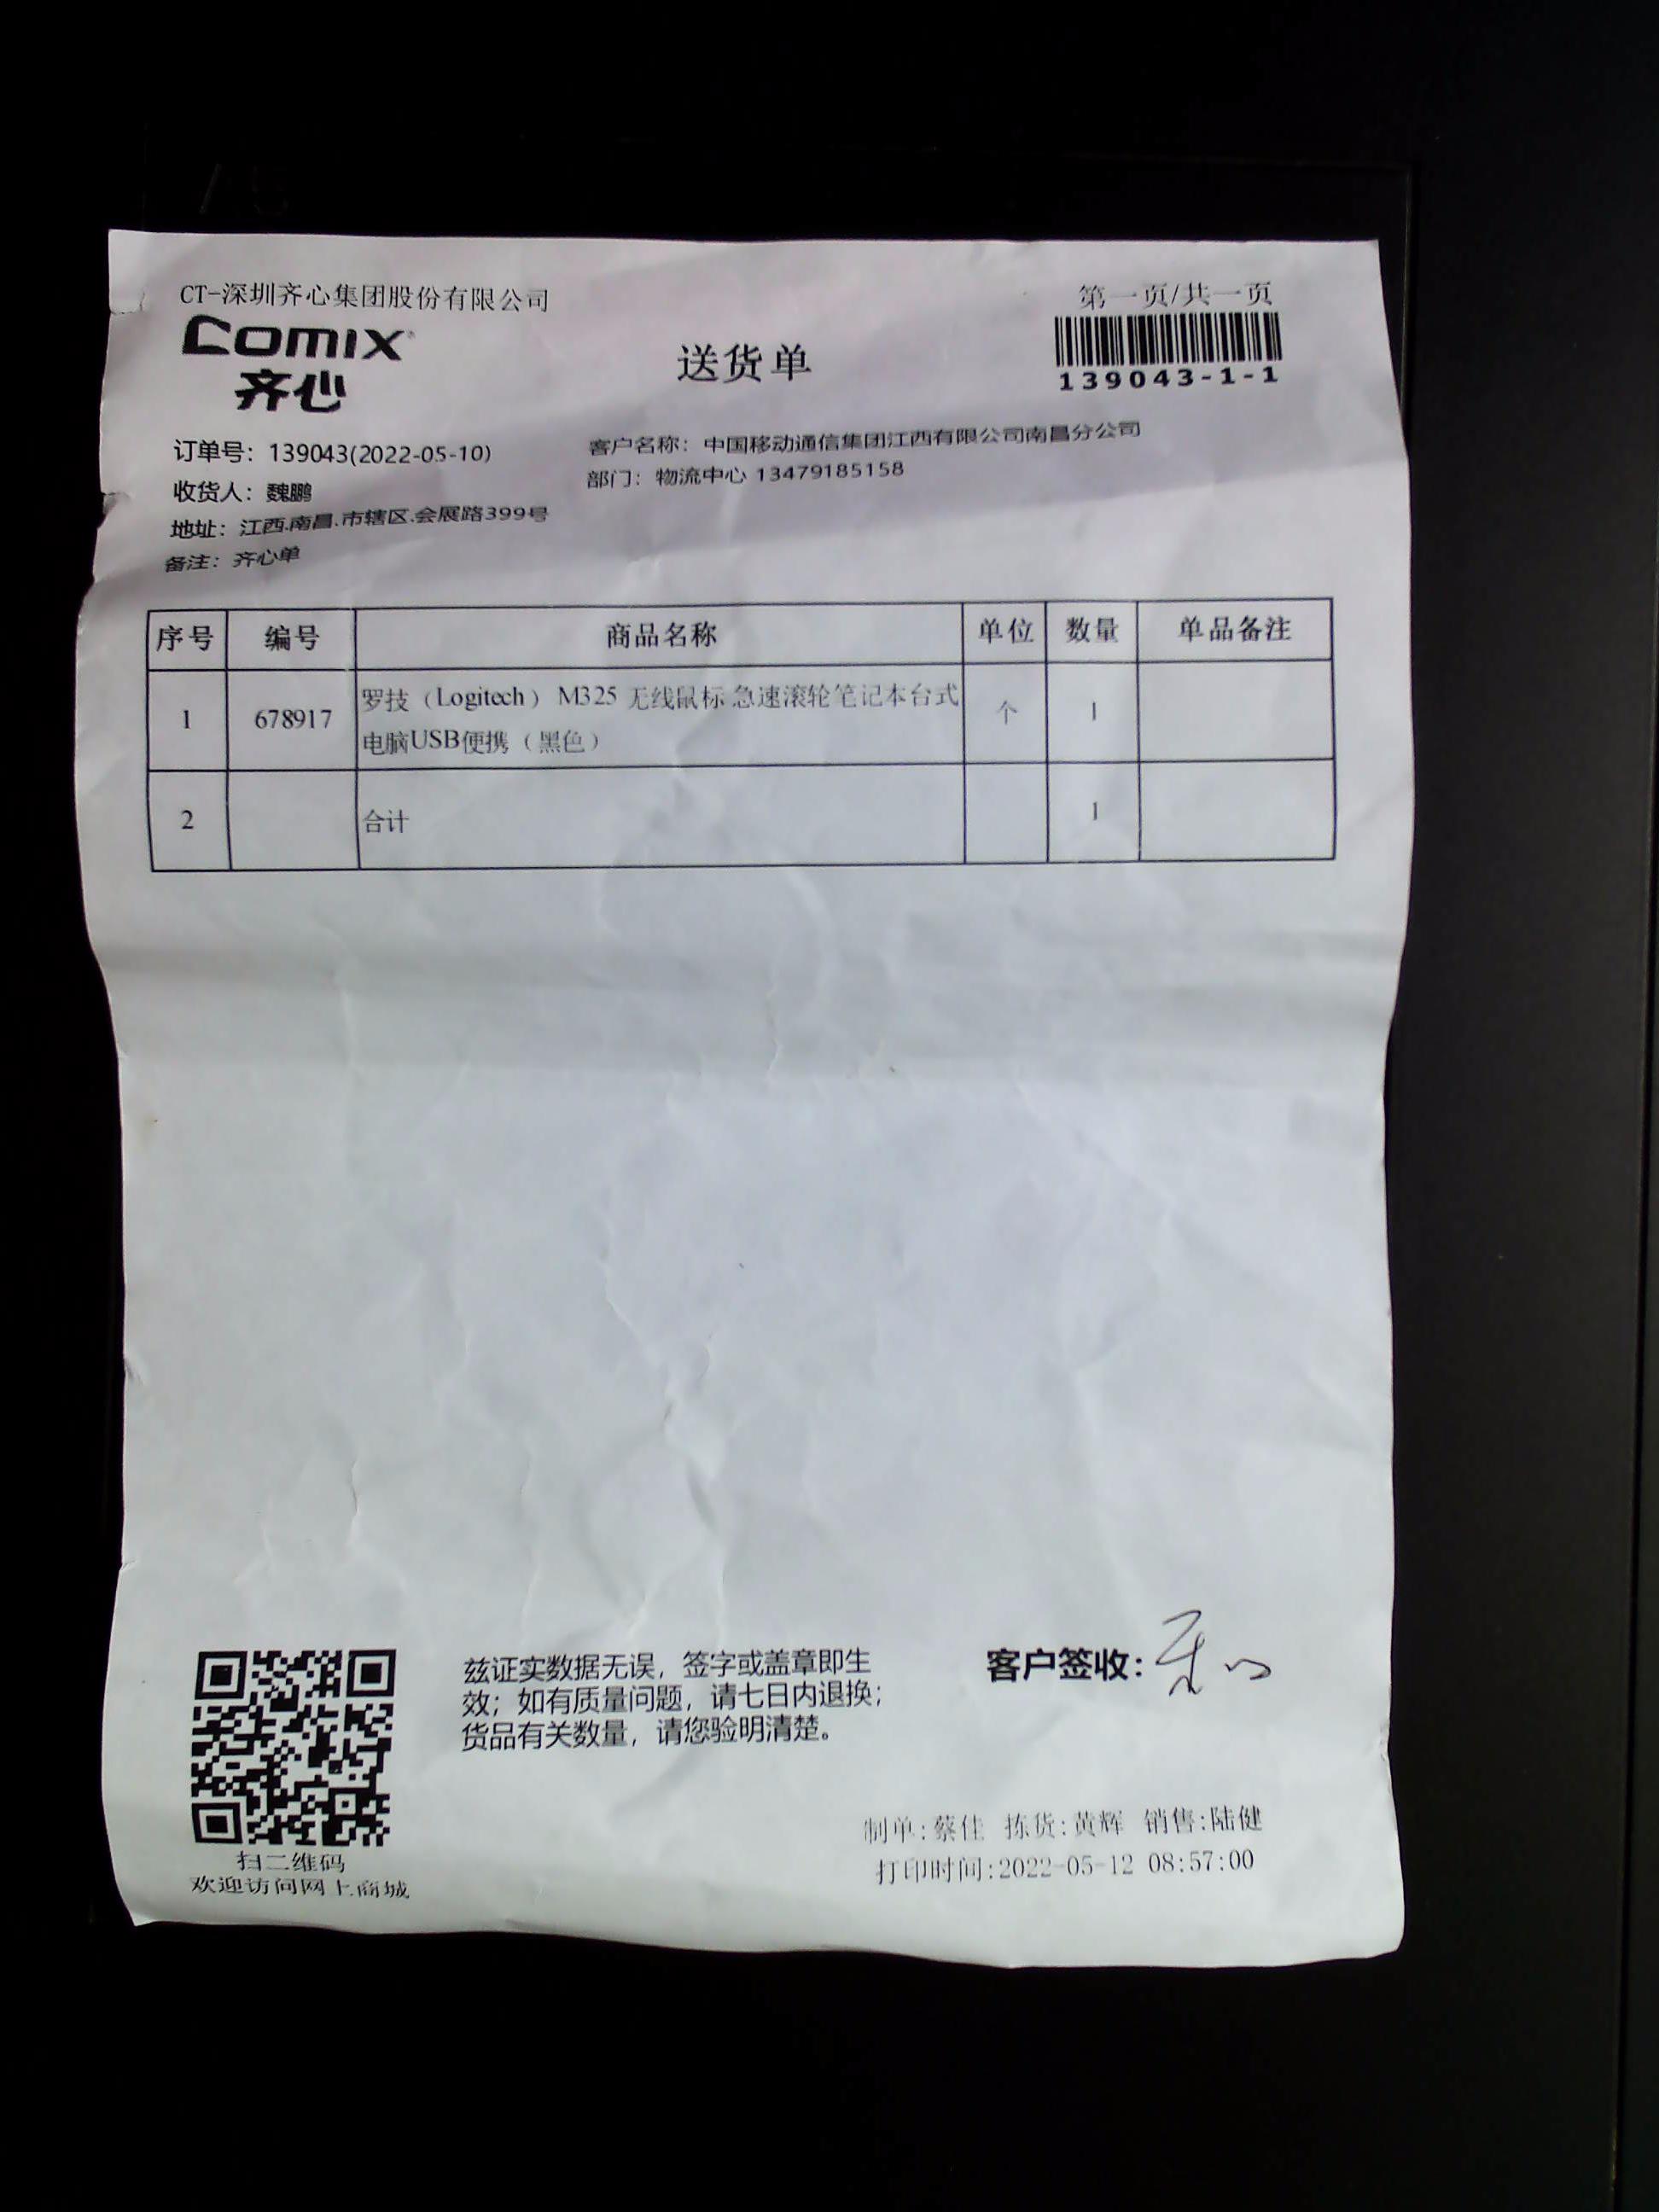 CT-深圳齐心集团股份有限公司
第一页/共一页
comix
齐心
送货单
139043-1-1
订单号：139043(2022-05-10)
客户名称：中国移动通信集团江西有限公司南昌分公司
收货人：魏鹏
部门：物流中心 13479185158
地址：江西.南昌.市辖区.会展路399号
备注：齐心单
序号 编号 商品名称 单位 数量 单品备注
1 678917 罗技（Logitech）M325 无线鼠标 急速滚轮笔记本台式
电脑USB便携（黑色） 个 1
2 合计 1
兹证实数据无误，签字或盖章即生
效；如有质量问题，请七日内退换；
货品有关数量，请您验明清楚。
客户签收：
扫二维码
欢迎访问网上商城
制单:蔡佳 拣货:黄辉 销售:陆健
打印时间:2022-05-12 08:57:00